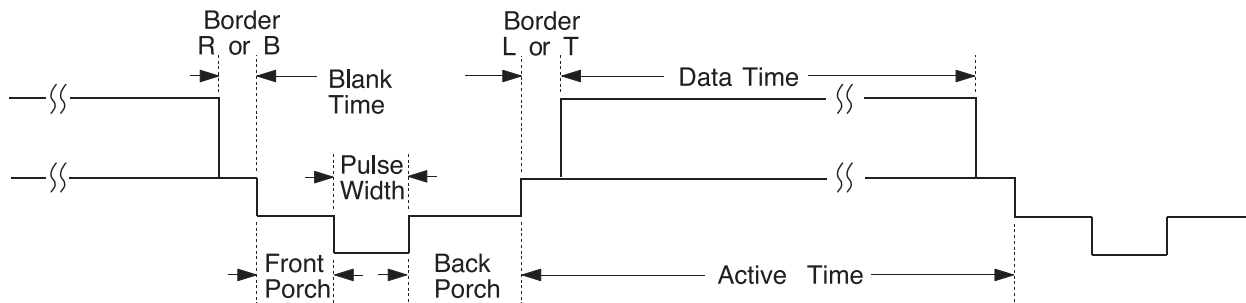 Border
R or B
Border
L or T
Blank
Time
Data Time
Pulse
Width
Front
Porch
Back
Porch
Active Time